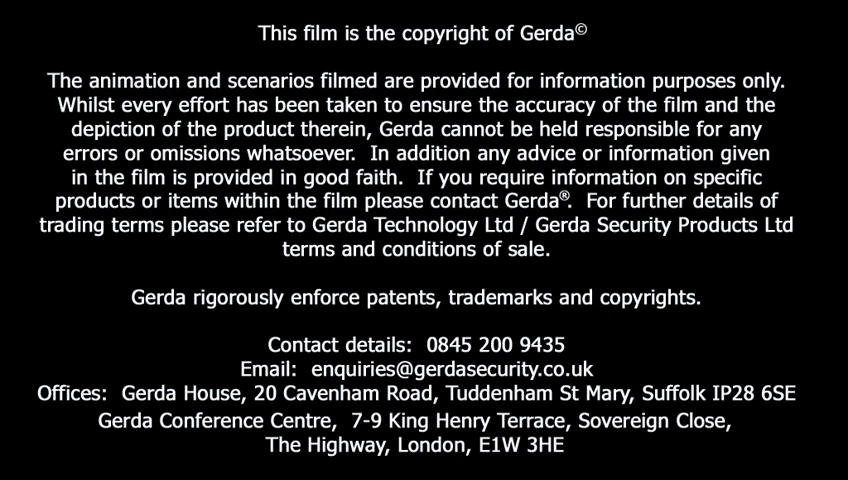 This film is the copyright of Gerda©
The animation and scenarios filmed are provided for information purposes only.
Whilst every effort has been taken to ensure the accuracy of the film and the
depiction of the product therein, Gerda cannot be held responsible for any
errors or omissions whatsoever.  In addition any advice or information given
in the film is provided in good faith.  If you require information on specific
products or items within the film please contact Gerda®.  For further details of
trading terms please refer to Gerda Technology Ltd / Gerda Security Products Ltd
terms and conditions of sale.
Gerda rigorously enforce patents, trademarks and copyrights.
Contact details:  0845 200 9435
Email:  enquiries@gerdasecurity.co.uk
Offices:  Gerda House, 20 Cavenham Road, Tuddenham St Mary, Suffolk IP28 6SE
Gerda Conference Centre,  7-9 King Henry Terrace, Sovereign Close,
The Highway, London, E1W 3HE